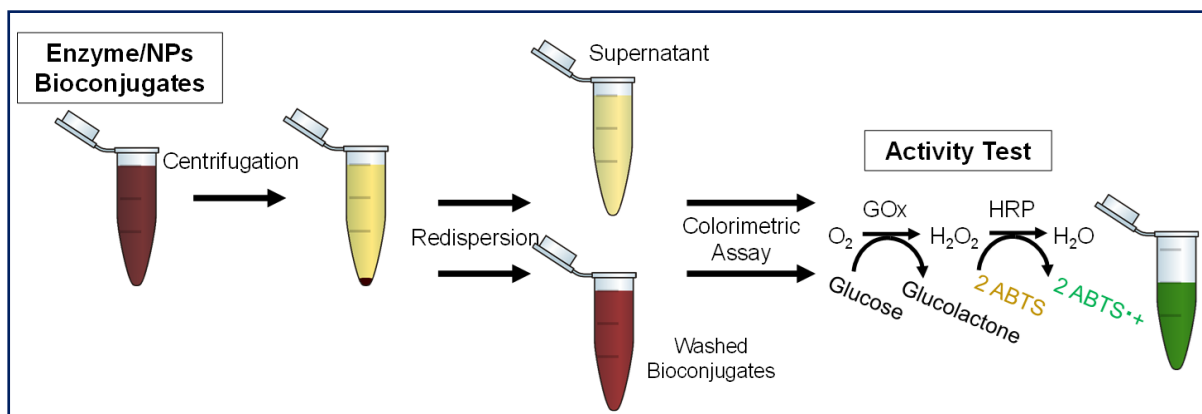 Enzyme/NPs
Bioconjugates
Centrifugation
Redispersion
Supernatant
Washed
Bioconjugates
Colorimetric
Assay
Activity Test
GOx
HRP
O₂
H₂O₂
H₂O
Glucose
Glucolactone
2 ABTS
2 ABTS·+